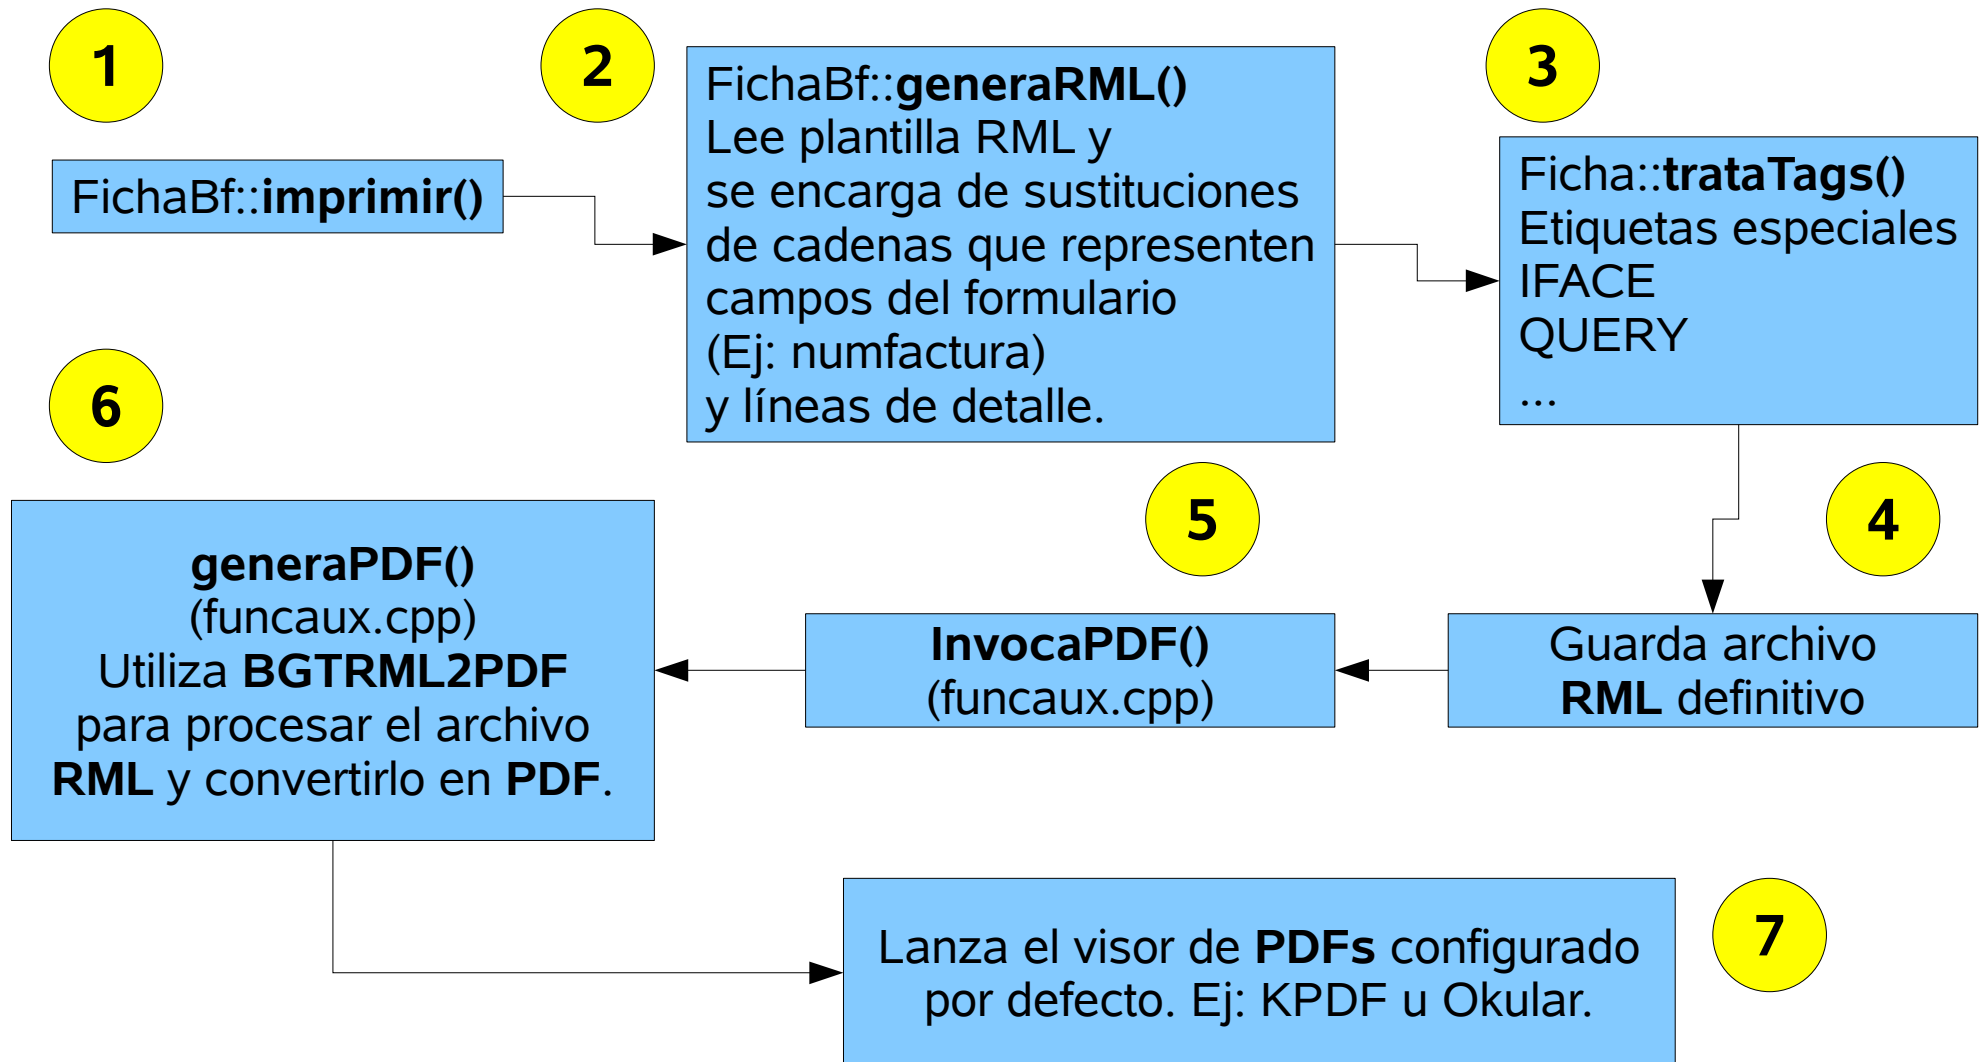 1
FichaBf::imprimir()
2
FichaBf::generaRML()
Lee plantilla RML y
se encarga de sustituciones
de cadenas que representen
campos del formulario
(Ej: numfactura)
y líneas de detalle.
3
Ficha::trataTags()
Etiquetas especiales
IFACE
QUERY
...
4
Guarda archivo
RML definitivo
5
InvocaPDF()
(funcaux.cpp)
6
generaPDF()
(funcaux.cpp)
Utiliza BGTRML2PDF
para procesar el archivo
RML y convertirlo en PDF.
7
Lanza el visor de PDFs configurado
por defecto. Ej: KPDF u Okular.